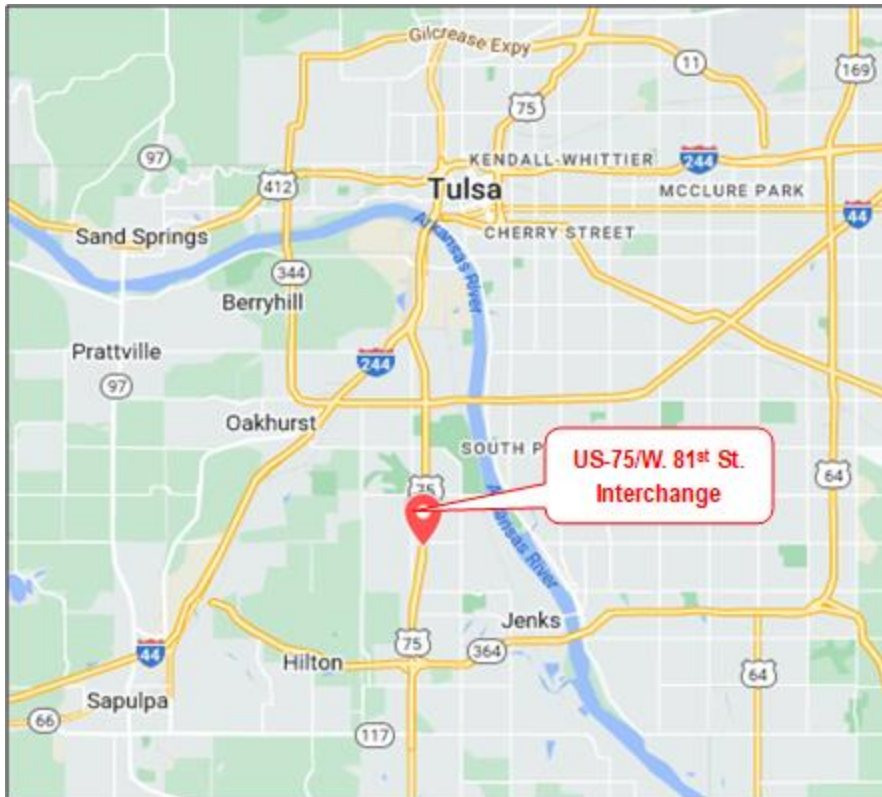 Gilcrease Expy
11
169
75
97
KENDALL-WHITTIER
244
412
Tulsa
MCCLURE PARK
44
Sand Springs
Arkansas River
CHERRY STREET
344
Berryhill
Prattville
244
97
Oakhurst
SOUTH P
US-75/W. 81st St.
Interchange
64
75
Arkansas River
Jenks
75
364
44
Hilton
64
Sapulpa
66
117